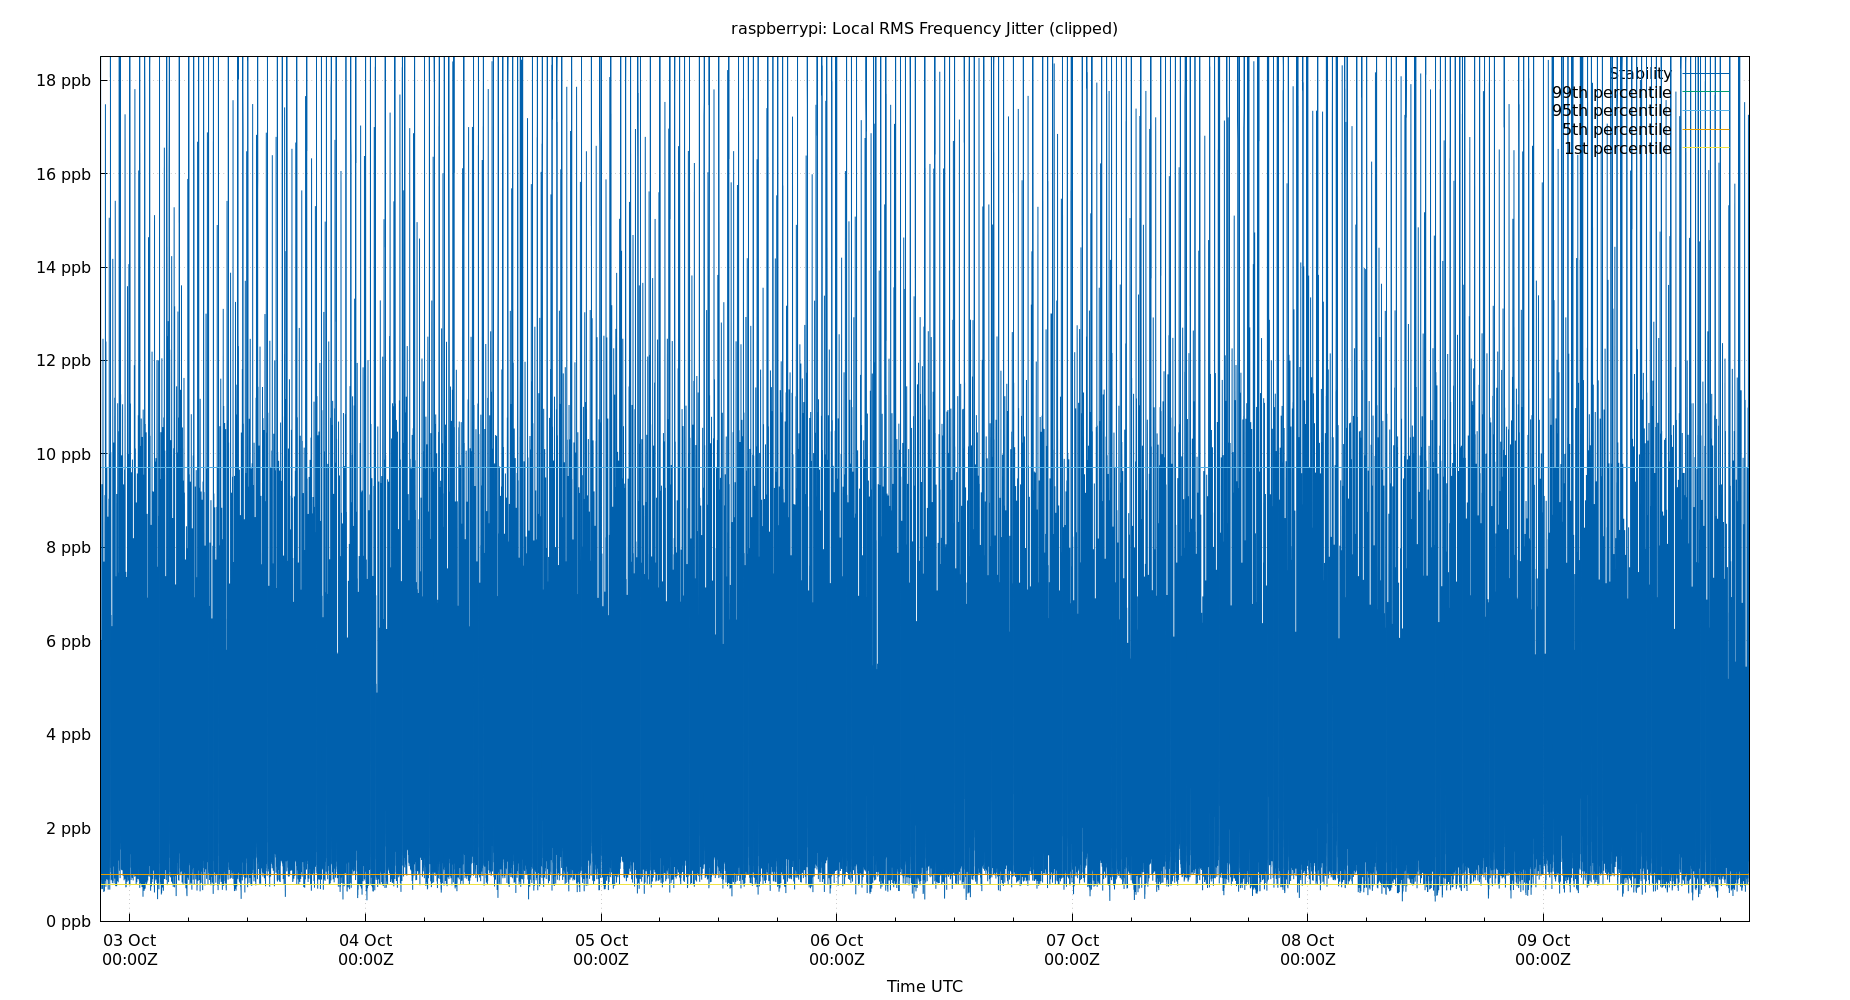 raspberrypi: Local RMS Frequency Jitter (clipped)
18 ppb
16 ppb
14 ppb
12 ppb
10 ppb
8 ppb
6 ppb
4 ppb
2 ppb
0 ppb
Stability
99th percentile
95th percentile
5th percentile
1st percentile
03 Oct 04 Oct 05 Oct 06 Oct 07 Oct 08 Oct 09 Oct
00:00Z 00:00Z 00:00Z 00:00Z 00:00Z 00:00Z 00:00Z
Time UTC